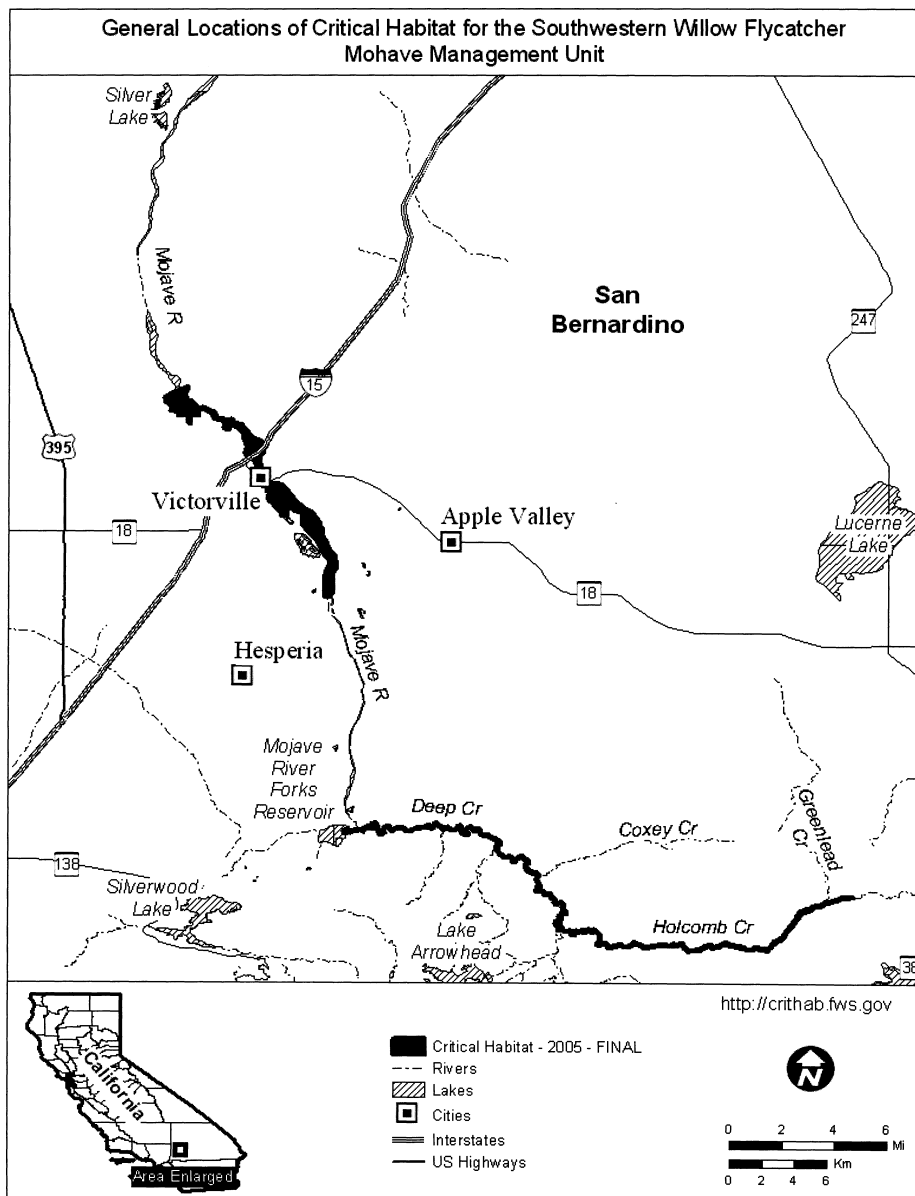 General Locations of Critical Habitat for the Southwestern Willow Flycatcher
Mohave Management Unit
Silver
Lake
Mojave R
San
Bernardino
247
15
395
Victorville
18
Apple Valley
Lucerne
Lake
18
Hesperia
Mojave R
Mojave
River
Forks
Reservoir
Deep Cr
Coxey Cr
Greenlead
Cr
138
Silverwood
Lake
Lake
Arrowhead
Holcomb Cr
38
http://crithab.fws.gov
California
Area Enlarged
Critical Habitat - 2005 - FINAL
Rivers
Lakes
Cities
Interstates
US Highways
N
0 2 4 6
Mi
Km
0 2 4 6